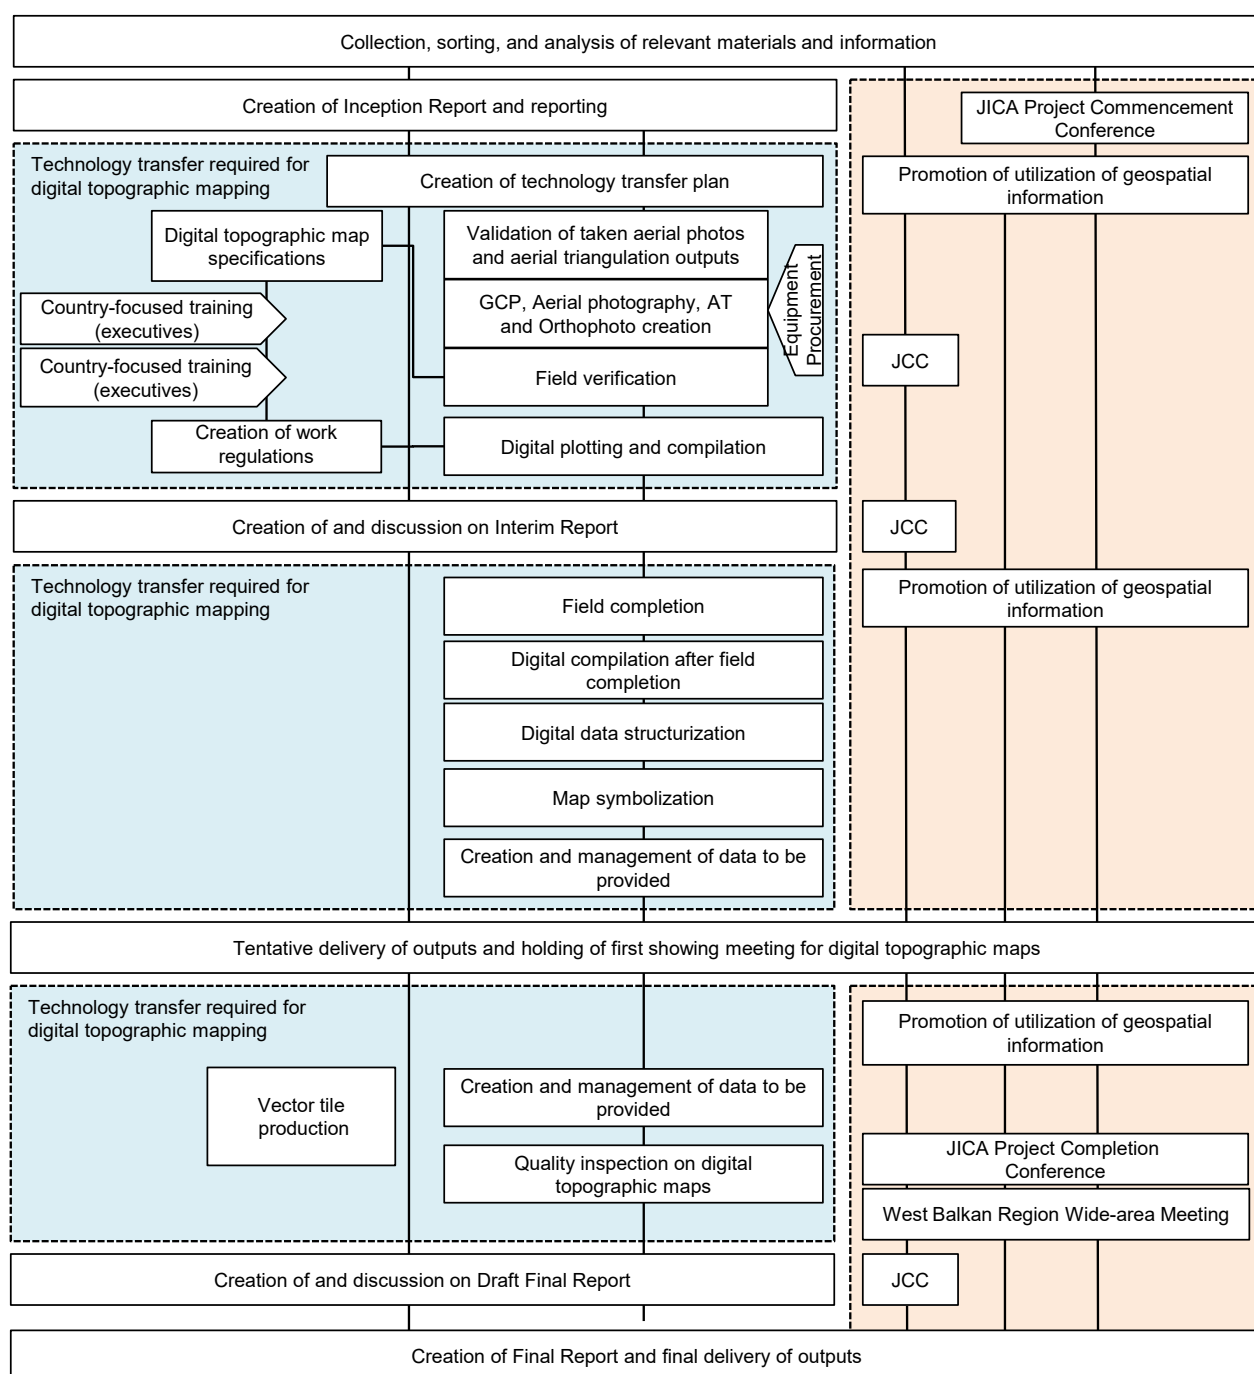 Collection, sorting, and analysis of relevant materials and information
Creation of Inception Report and reporting
JICA Project Commencement
Conference
Technology transfer required for
digital topographic mapping
Creation of technology transfer plan
Promotion of utilization of geospatial
information
Digital topographic map
specifications
Validation of taken aerial photos
and aerial triangulation outputs
Equipment
Procurement
Country-focused training
(executives)
GCP, Aerial photography, AT
and Orthophoto creation
Country-focused training
(executives)
Field verification
JCC
Creation of work
regulations
Digital plotting and compilation
Creation of and discussion on Interim Report
JCC
Technology transfer required for
digital topographic mapping
Field completion
Promotion of utilization of geospatial
information
Digital compilation after field
completion
Digital data structurization
Map symbolization
Creation and management of data to be
provided
Tentative delivery of outputs and holding of first showing meeting for digital topographic maps
Technology transfer required for
digital topographic mapping
Promotion of utilization of geospatial
information
Vector tile
production
Creation and management of data to be
provided
Quality inspection on digital
topographic maps
JICA Project Completion
Conference
West Balkan Region Wide-area Meeting
Creation of and discussion on Draft Final Report
JCC
Creation of Final Report and final delivery of outputs